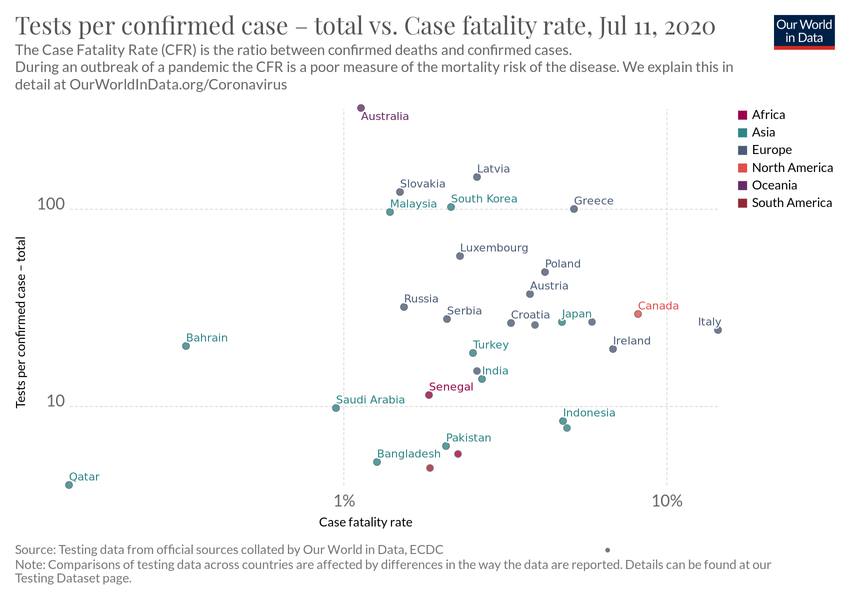 Tests per confirmed case – total vs. Case fatality rate, Jul 11, 2020
Our World
in Data
The Case Fatality Rate (CFR) is the ratio between confirmed deaths and confirmed cases.
During an outbreak of a pandemic the CFR is a poor measure of the mortality risk of the disease. We explain this in
detail at OurWorldInData.org/Coronavirus
Africa
Asia
Europe
North America
Oceania
South America
Tests per confirmed case – total
100
10
Australia
Latvia
Slovakia
Malaysia
South Korea
Greece
Luxembourg
Poland
Austria
Russia
Serbia
Croatia
Japan
Canada
Italy
Bahrain
Turkey
Ireland
India
Senegal
Saudi Arabia
Indonesia
Pakistan
Bangladesh
Qatar
1%
10%
Case fatality rate
Source: Testing data from official sources collated by Our World in Data, ECDC
Note: Comparisons of testing data across countries are affected by differences in the way the data are reported. Details can be found at our
Testing Dataset page.